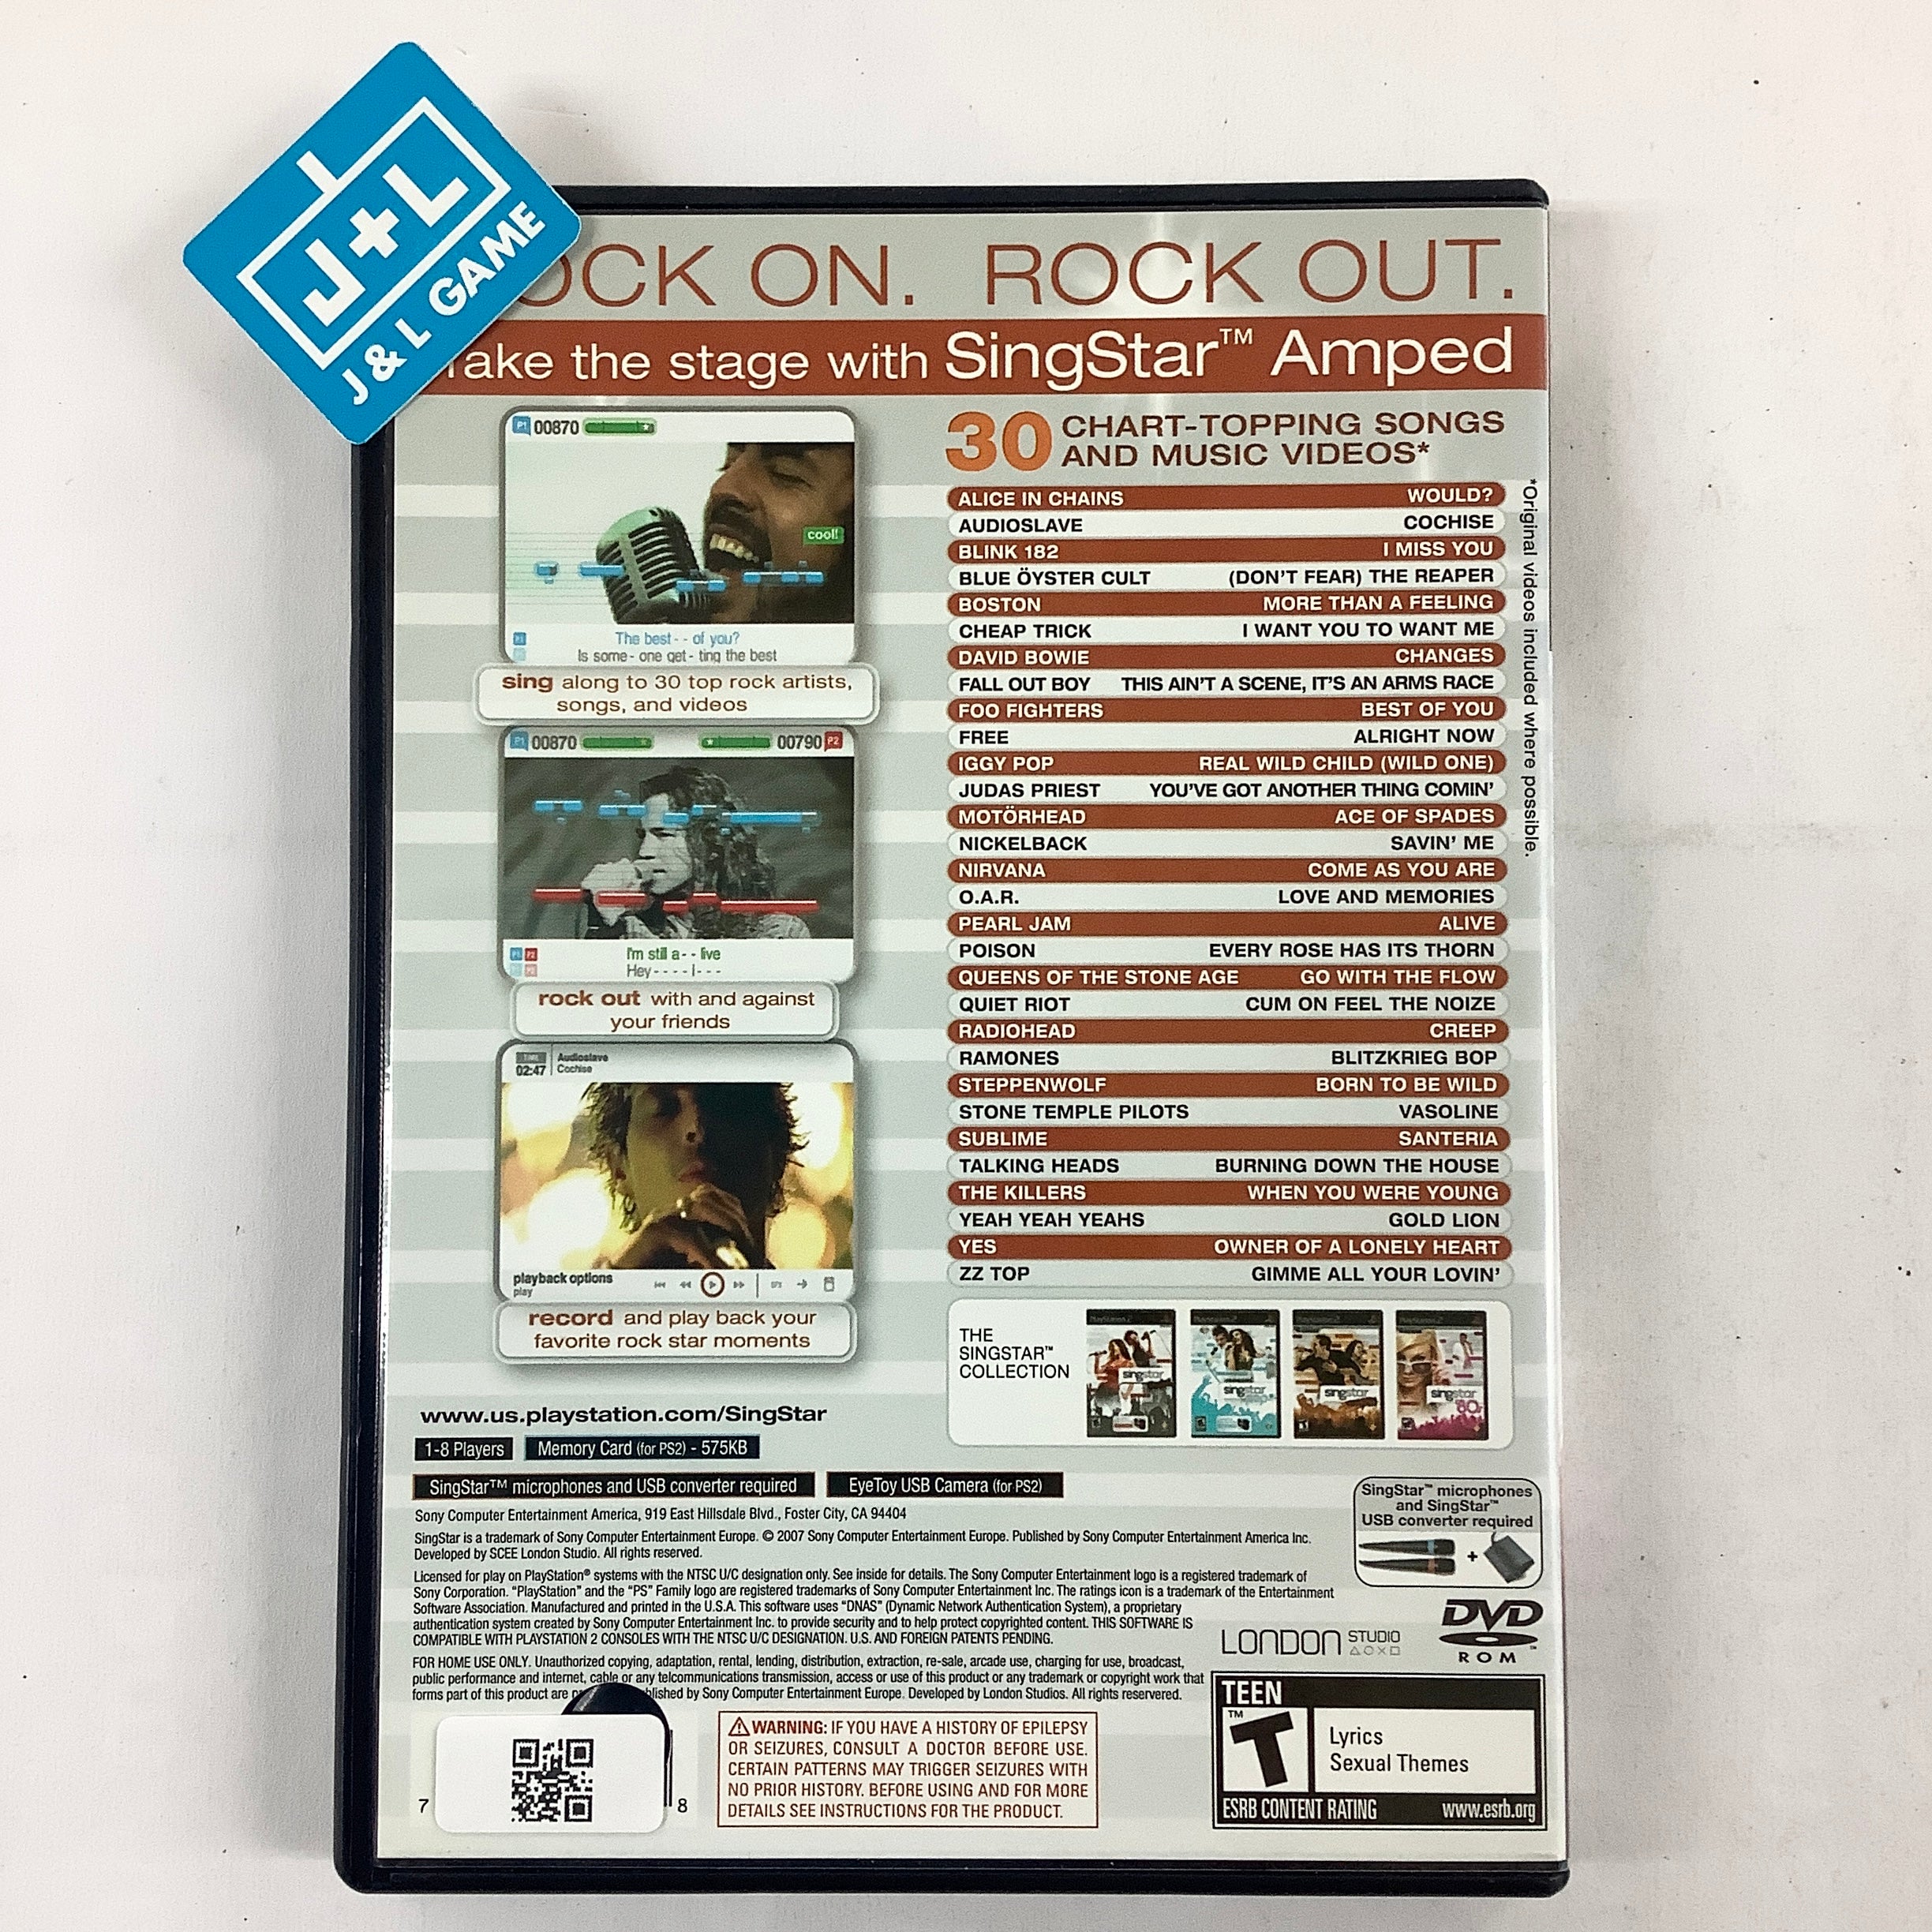 J+L
J & L GAME
OCK ON. ROCK OUT.
ake the stage with SingStar™ Amped
P1 00870
cool!
The best - - of you?
Is some - one get - ting the best
sing along to 30 top rock artists,
songs, and videos
P1 00870 00790 P2
I'm still a - - live
Hey - - - - I - - -
rock out with and against
your friends
TIME
02:47
Audioslave
Cochise
playback options
play
record and play back your
favorite rock star moments
30 CHART-TOPPING SONGS
AND MUSIC VIDEOS*
ALICE IN CHAINS WOULD?
AUDIOSLAVE COCHISE
BLINK 182 I MISS YOU
BLUE ÖYSTER CULT (DON'T FEAR) THE REAPER
BOSTON MORE THAN A FEELING
CHEAP TRICK I WANT YOU TO WANT ME
DAVID BOWIE CHANGES
FALL OUT BOY THIS AIN'T A SCENE, IT'S AN ARMS RACE
FOO FIGHTERS BEST OF YOU
FREE ALRIGHT NOW
IGGY POP REAL WILD CHILD (WILD ONE)
JUDAS PRIEST YOU'VE GOT ANOTHER THING COMIN'
MOTÖRHEAD ACE OF SPADES
NICKELBACK SAVIN' ME
NIRVANA COME AS YOU ARE
O.A.R. LOVE AND MEMORIES
PEARL JAM ALIVE
POISON EVERY ROSE HAS ITS THORN
QUEENS OF THE STONE AGE GO WITH THE FLOW
QUIET RIOT CUM ON FEEL THE NOIZE
RADIOHEAD CREEP
RAMONES BLITZKRIEG BOP
STEPPENWOLF BORN TO BE WILD
STONE TEMPLE PILOTS VASOLINE
SUBLIME SANTERIA
TALKING HEADS BURNING DOWN THE HOUSE
THE KILLERS WHEN YOU WERE YOUNG
YEAH YEAH YEAHS GOLD LION
YES OWNER OF A LONELY HEART
ZZ TOP GIMME ALL YOUR LOVIN'
*Original videos included where possible.
THE
SINGSTAR™
COLLECTION
singstar
singstar
singstar
singstar
80s
www.us.playstation.com/SingStar
1-8 Players
Memory Card (for PS2) - 575KB
SingStar™ microphones and USB converter required
EyeToy USB Camera (for PS2)
SingStar™ microphones
and SingStar™
USB converter required
+
Sony Computer Entertainment America, 919 East Hillsdale Blvd., Foster City, CA 94404
SingStar is a trademark of Sony Computer Entertainment Europe. © 2007 Sony Computer Entertainment Europe. Published by Sony Computer Entertainment America Inc.
Developed by SCEE London Studio. All rights reserved.
Licensed for play on PlayStation® systems with the NTSC U/C designation only. See inside for details. The Sony Computer Entertainment logo is a registered trademark of
Sony Corporation. "PlayStation" and the "PS" Family logo are registered trademarks of Sony Computer Entertainment Inc. The ratings icon is a trademark of the Entertainment
Software Association. Manufactured and printed in the U.S.A. This software uses "DNAS" (Dynamic Network Authentication System), a proprietary
authentication system created by Sony Computer Entertainment Inc. to provide security and to help protect copyrighted content. THIS SOFTWARE IS
COMPATIBLE WITH PLAYSTATION 2 CONSOLES WITH THE NTSC U/C DESIGNATION. U.S. AND FOREIGN PATENTS PENDING.
FOR HOME USE ONLY. Unauthorized copying, adaptation, rental, lending, distribution, extraction, re-sale, arcade use, charging for use, broadcast,
public performance and internet, cable or any telcommunications transmission, access or use of this product or any trademark or copyright work that
forms part of this product are blished by Sony Computer Entertainment Europe. Developed by London Studios. All rights reserverd.
LONDON STUDIO
DVD
ROM
7 8
WARNING: IF YOU HAVE A HISTORY OF EPILEPSY
OR SEIZURES, CONSULT A DOCTOR BEFORE USE.
CERTAIN PATTERNS MAY TRIGGER SEIZURES WITH
NO PRIOR HISTORY. BEFORE USING AND FOR MORE
DETAILS SEE INSTRUCTIONS FOR THE PRODUCT.
TEEN
T™
Lyrics
Sexual Themes
ESRB CONTENT RATING www.esrb.org